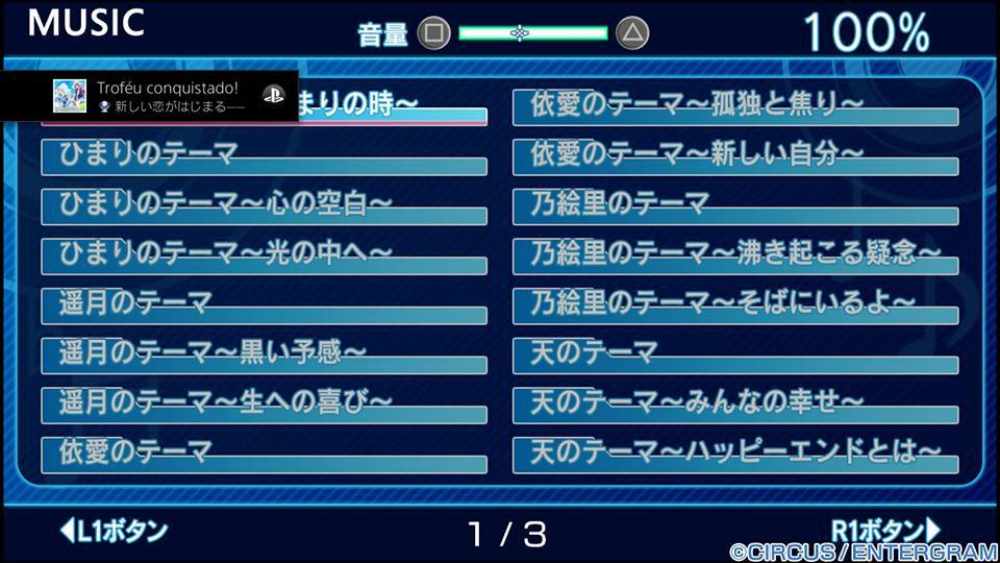 MUSIC
音量
100%
Troféu conquistado!
新しい恋がはじまる――
まりの時～
ひまりのテーマ
ひまりのテーマ～心の空白～
ひまりのテーマ～光の中へ～
遥月のテーマ
遥月のテーマ～黒い予感～
遥月のテーマ～生への喜び～
依愛のテーマ
依愛のテーマ～孤独と焦り～
依愛のテーマ～新しい自分～
乃絵里のテーマ
乃絵里のテーマ～沸き起こる疑念～
乃絵里のテーマ～そばにいるよ～
天のテーマ
天のテーマ～みんなの幸せ～
天のテーマ～ハッピーエンドとは～
L1ボタン
1/3
R1ボタン
©CIRCUS/ENTERGRAM